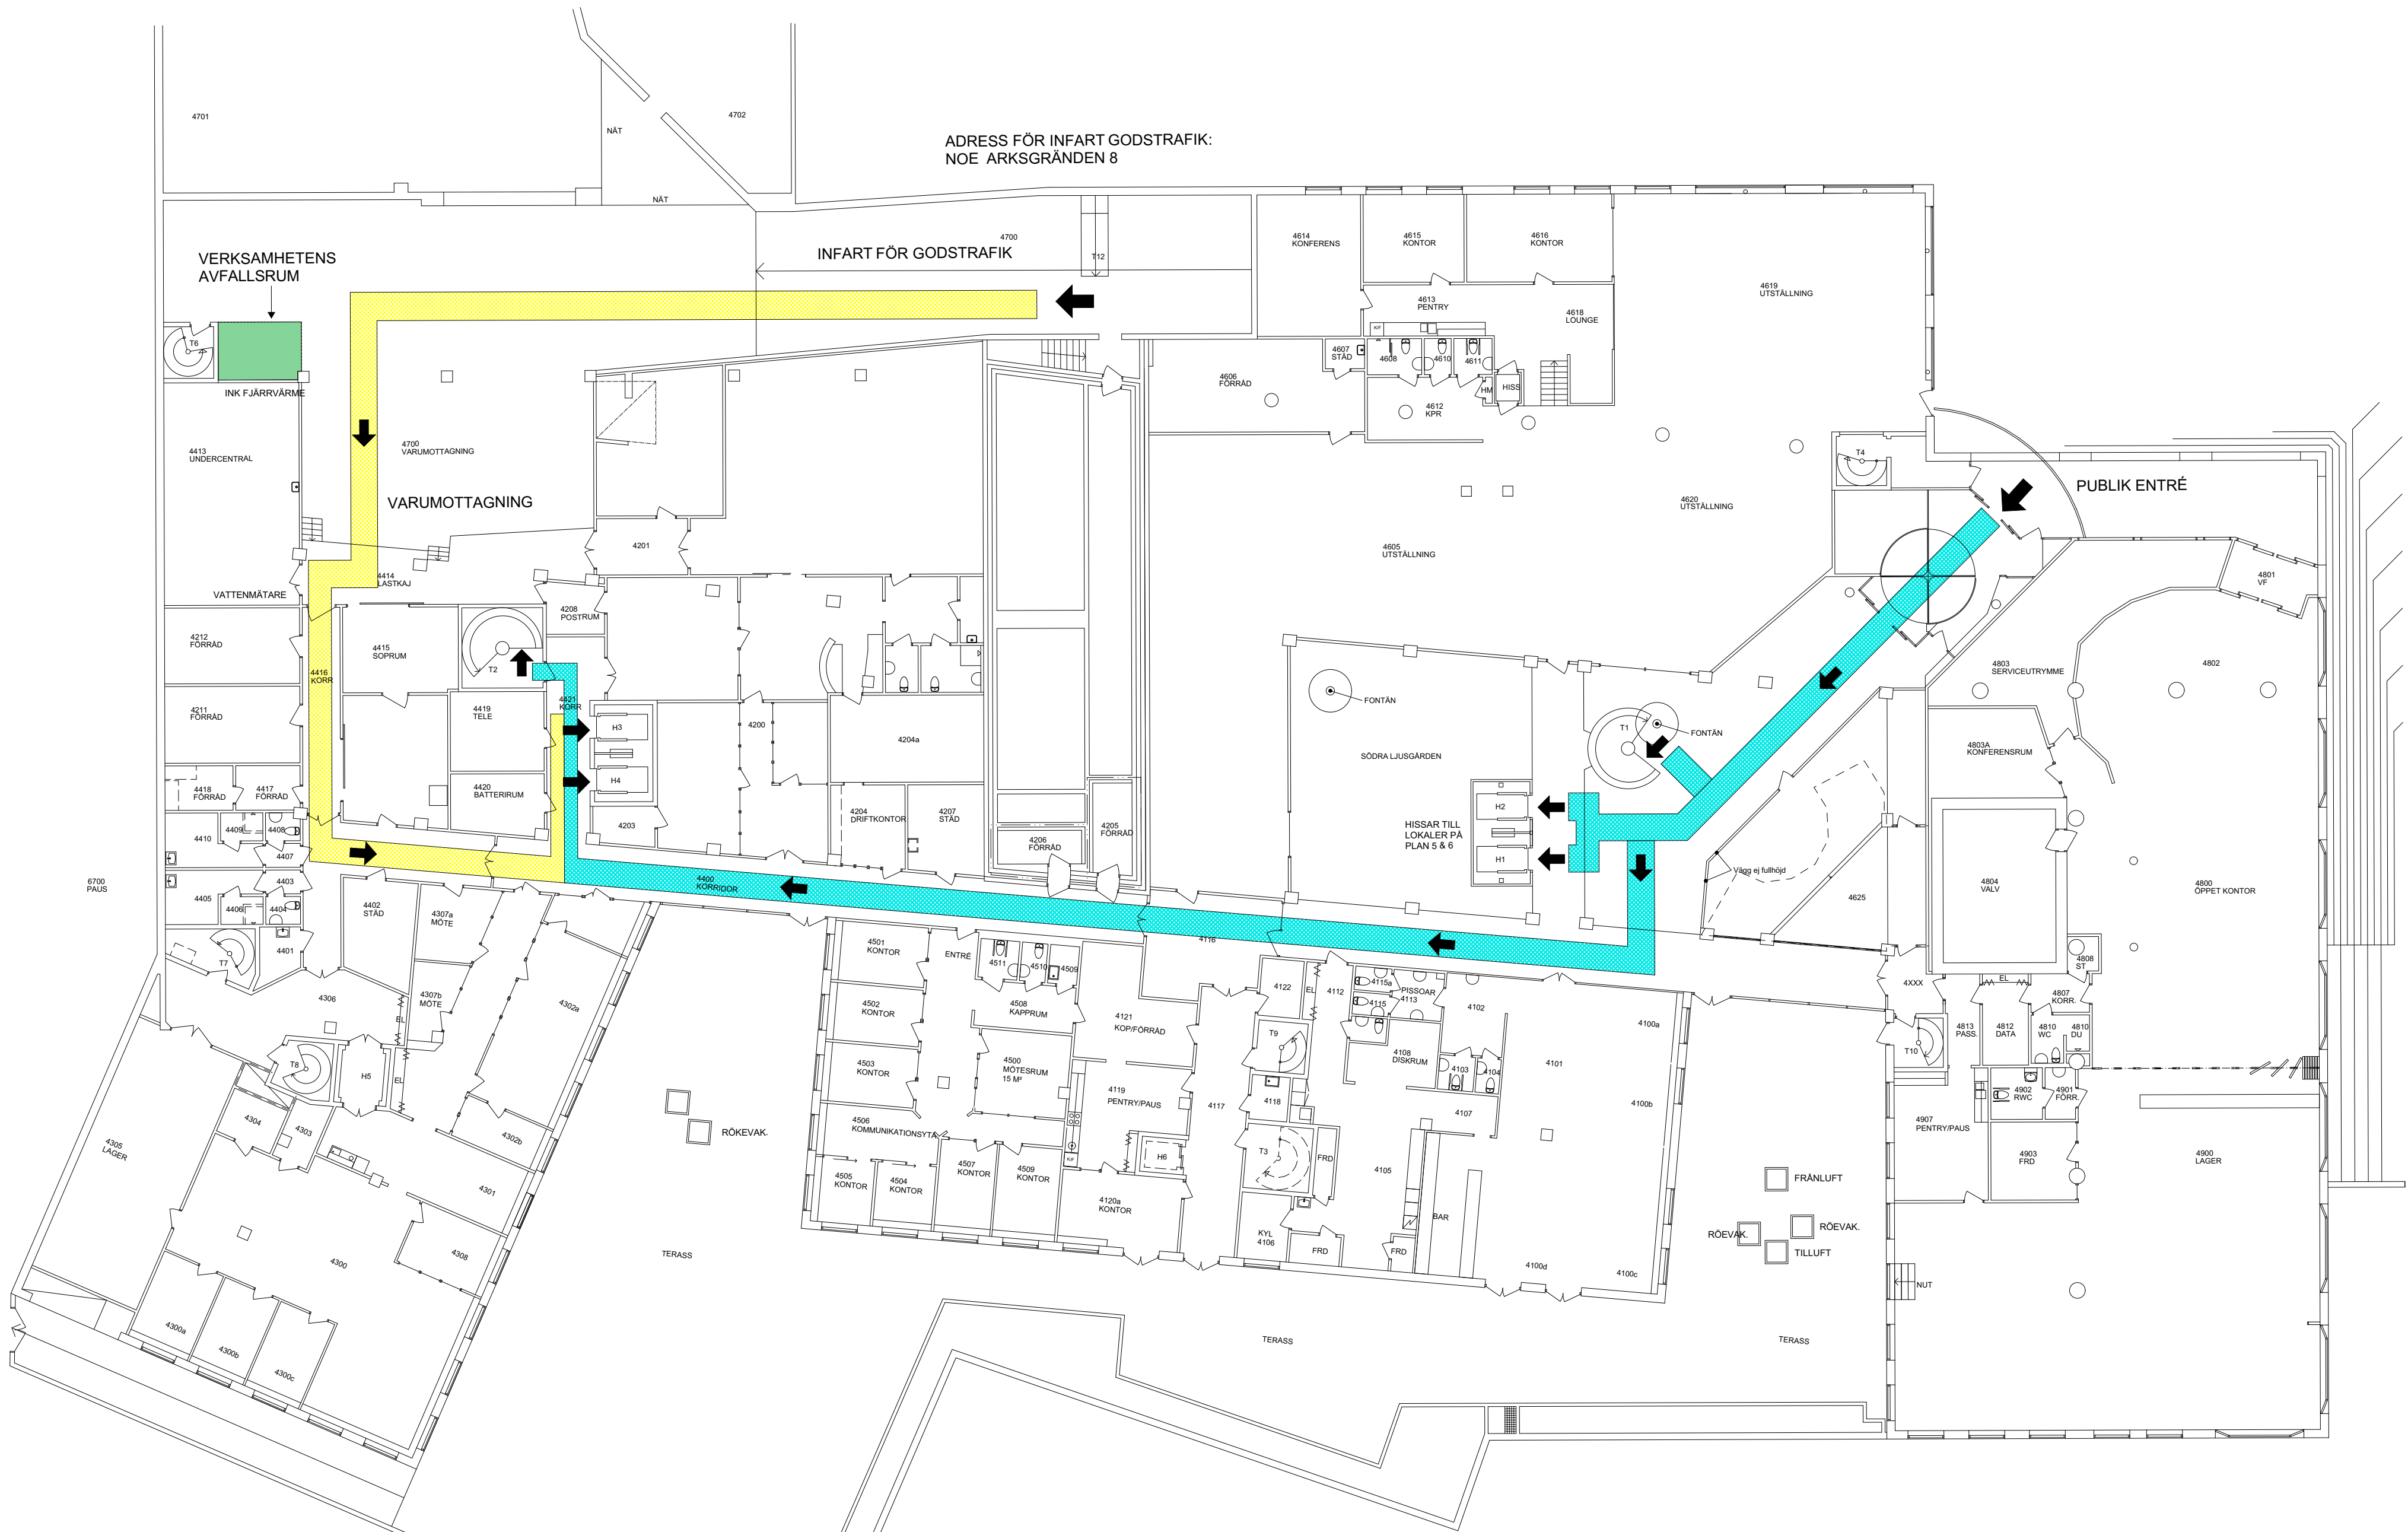 4701
4702
NÄT
NÄT
ADRESS FÖR INFART GODSTRAFIK:
NOE ARKSGRÄNDEN 8
VERKSAMHETENS
AVFALLSRUM
INFART FÖR GODSTRAFIK
4700
T12
4614
KONFERENS
4615
KONTOR
4616
KONTOR
4619
UTSTÄLLNING
4613
PENTRY
K/F
4618
LOUNGE
T6
INK FJÄRRVÄRME
4607
STÄD
4608
4610
4611
HM
HISS
4606
FÖRRÅD
4612
KPR
4413
UNDERCENTRAL
4700
VARUMOTTAGNING
VARUMOTTAGNING
T4
PUBLIK ENTRÉ
4620
UTSTÄLLNING
4605
UTSTÄLLNING
4201
4414
LASTKAJ
VATTENMÄTARE
4208
POSTRUM
4801
VF
4212
FÖRRÅD
4415
SOPRUM
T2
4416
KORR
4421
KORR
4211
FÖRRÅD
4419
TELE
4200
H3
H4
4204a
4803
SERVICEUTRYMME
4802
FONTÄN
T1
FONTÄN
SÖDRA LJUSGÅRDEN
4803A
KONFERENSRUM
4418
FÖRRÅD
4417
FÖRRÅD
4420
BATTERIRUM
4203
4204
DRIFTKONTOR
4207
STÄD
4206
FÖRRÅD
4205
FÖRRÅD
HISSAR TILL
LOKALER PÅ
PLAN 5 & 6
H2
H1
4410
4409
4408
4407
6700
PAUS
4403
4405
4406
4404
4401
T7
4402
STÄD
4307a
MÖTE
4400
KORRIDOR
Vägg ej fullhöjd
4625
4804
VALV
4800
ÖPPET KONTOR
4501
KONTOR
ENTRÉ
4511
4510
4509
4116
4306
4307b
MÖTE
4302a
EL
EL
4502
KONTOR
4508
KAPPRUM
4121
KOP/FÖRRÅD
4122
EL
4112
4115a
4115
PISSOAR
4113
4102
4100a
4XXX
EL
4808
ST
4807
KORR.
T10
4813
PASS.
4812
DATA
4810
WC
4810
DU
T8
H5
4503
KONTOR
4500
MÖTESRUM
15 M²
T9
4108
DISKRUM
4103
4104
4101
4304
4303
4302b
4305
LAGER
RÖKEVAK.
4506
KOMMUNIKATIONSYTA
4119
PENTRY/PAUS
K/F
4117
4118
4107
4100b
4902
RWC
4901
FÖRR.
4907
PENTRY/PAUS
4903
FRD
4900
LAGER
4301
4505
KONTOR
4504
KONTOR
4507
KONTOR
4509
KONTOR
H6
T3
FRD
4105
4120a
KONTOR
BAR
FRÅNLUFT
RÖEVAK.
RÖEVAK.
TILLUFT
KYL
4106
FRD
FRD
4308
4300
TERASS
4100d
4100c
NUT
4300a
4300b
4300c
TERASS
TERASS